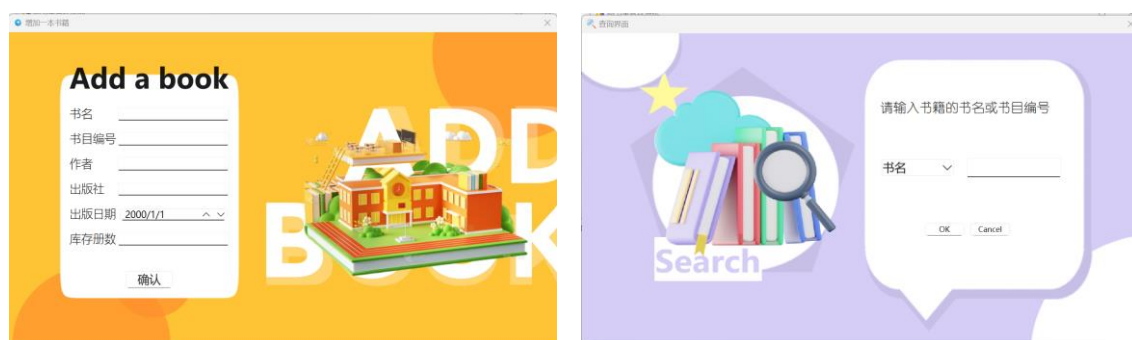 增加一本书籍
Add a book
书名
书目编号
作者
出版社
出版日期 2000/1/1
库存册数
确认
ADD
BOOK
查询界面
请输入书籍的书名或书目编号
书名
OK Cancel
Search